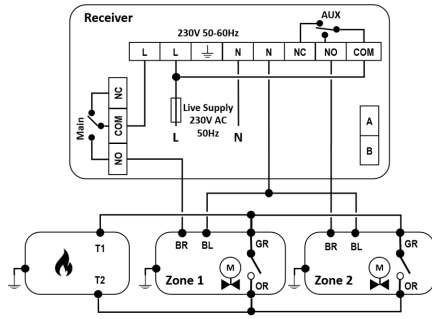 Receiver
230V 50-60Hz
AUX
L L N N NC NO COM
NC
COM
NO
Main
Live Supply
230V AC
50Hz
L N
A
B
T1
T2
BR BL GR
M
Zone 1
OR
BR BL GR
M
Zone 2
OR